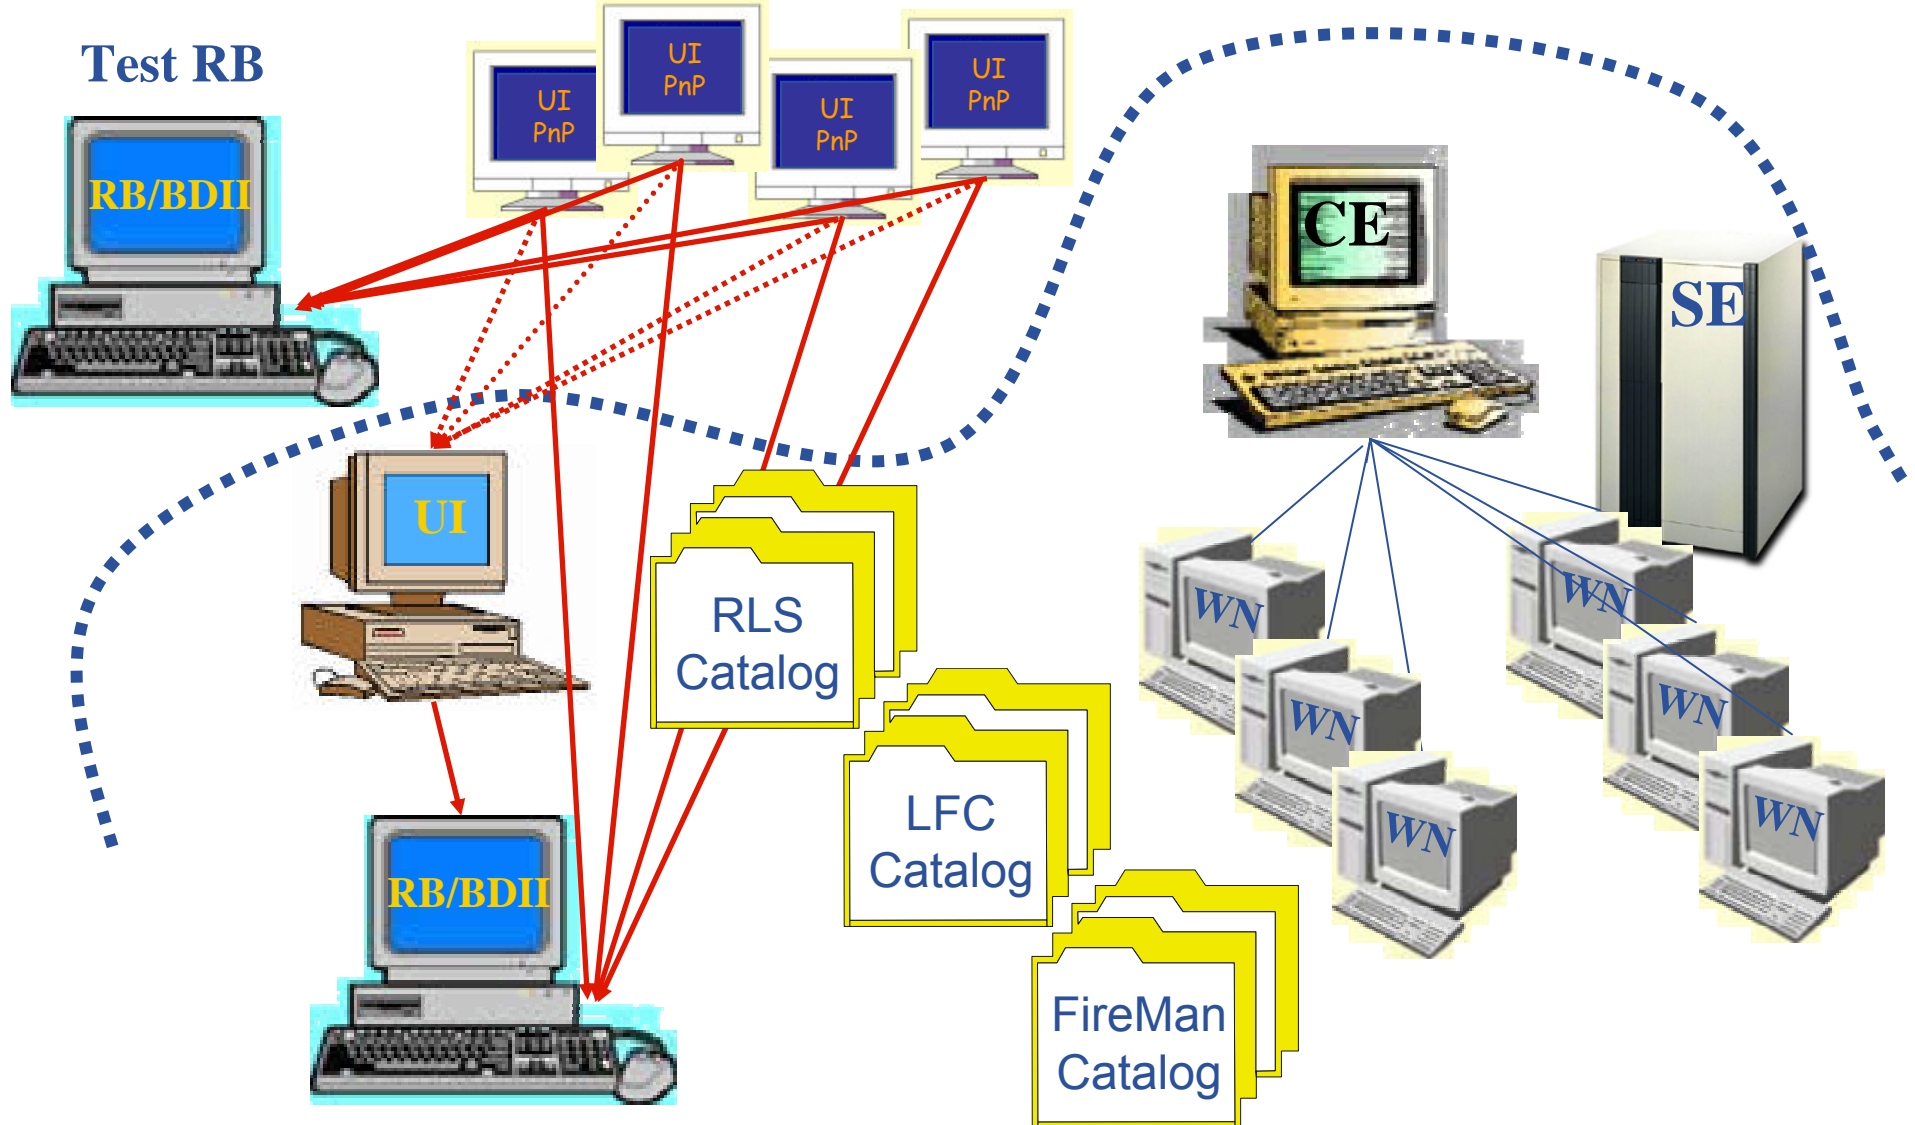 Test RB
UI
PnP
UI
PnP
UI
PnP
UI
PnP
RB/BDII
CE
SE
UI
RLS
Catalog
WN
WN
WN
WN
WN
WN
LFC
Catalog
RB/BDII
FireMan
Catalog